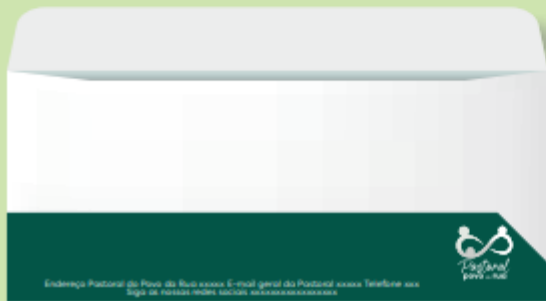 Pastoral
povo da rua
Endereço Pastoral do Povo da Rua xxxxx E-mail geral da Pastoral xxxxx Telefone xxx
Siga as nossas redes sociais xxxxxxxxxxxxxxxxxx